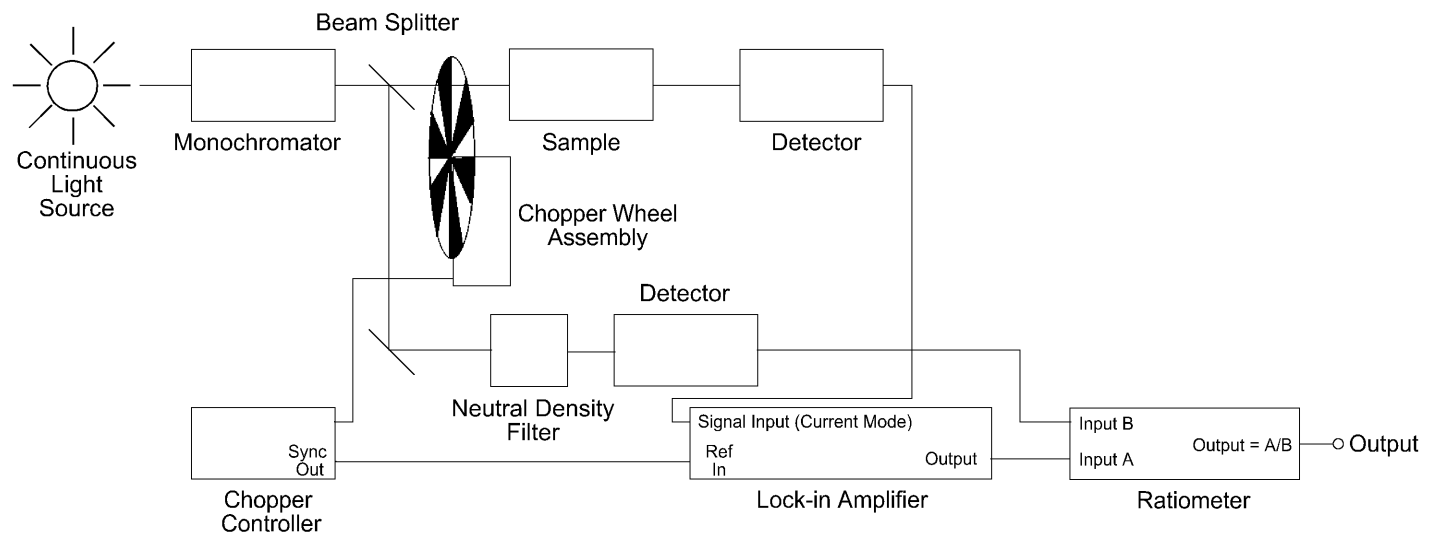 Beam Splitter
Monochromator
Sample
Detector
Continuous
Light
Source
Chopper Wheel
Assembly
Detector
Neutral Density
Filter
Sync
Out
Chopper
Controller
Signal Input (Current Mode)
Ref
In
Output
Lock-in Amplifier
Input B
Input A
Output = A/B
Ratiometer
Output